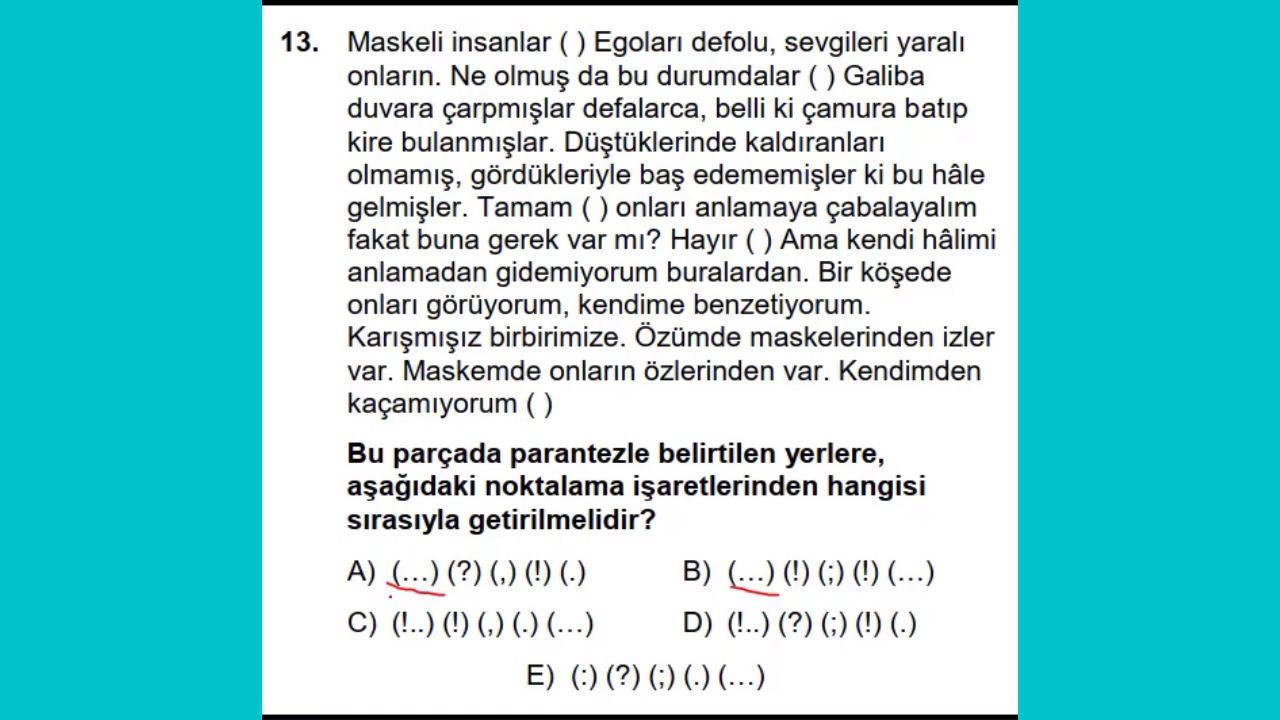 13. Maskeli insanlar ( ) Egoları defolu, sevgileri yaralı
onların. Ne olmuş da bu durumdalar ( ) Galiba
duvara çarpmışlar defalarca, belli ki çamura batıp
kire bulanmışlar. Düştüklerinde kaldıranları
olmamış, gördükleriyle baş edememişler ki bu hâle
gelmişler. Tamam ( ) onları anlamaya çabalayalım
fakat buna gerek var mı? Hayır ( ) Ama kendi hâlimi
anlamadan gidemiyorum buralardan. Bir köşede
onları görüyorum, kendime benzetiyorum.
Karışmışız birbirimize. Özümde maskelerinden izler
var. Maskemde onların özlerinden var. Kendimden
kaçamıyorum ( )
Bu parçada parantezle belirtilen yerlere,
aşağıdaki noktalama işaretlerinden hangisi
sırasıyla getirilmelidir?
A) (…) (?) (,) (!) (.) B) (…) (!) (;) (!) (…)
C) (!..) (!) (,) (.) (…) D) (!..) (?) (;) (!) (.)
E) (:) (?) (;) (.) (…)